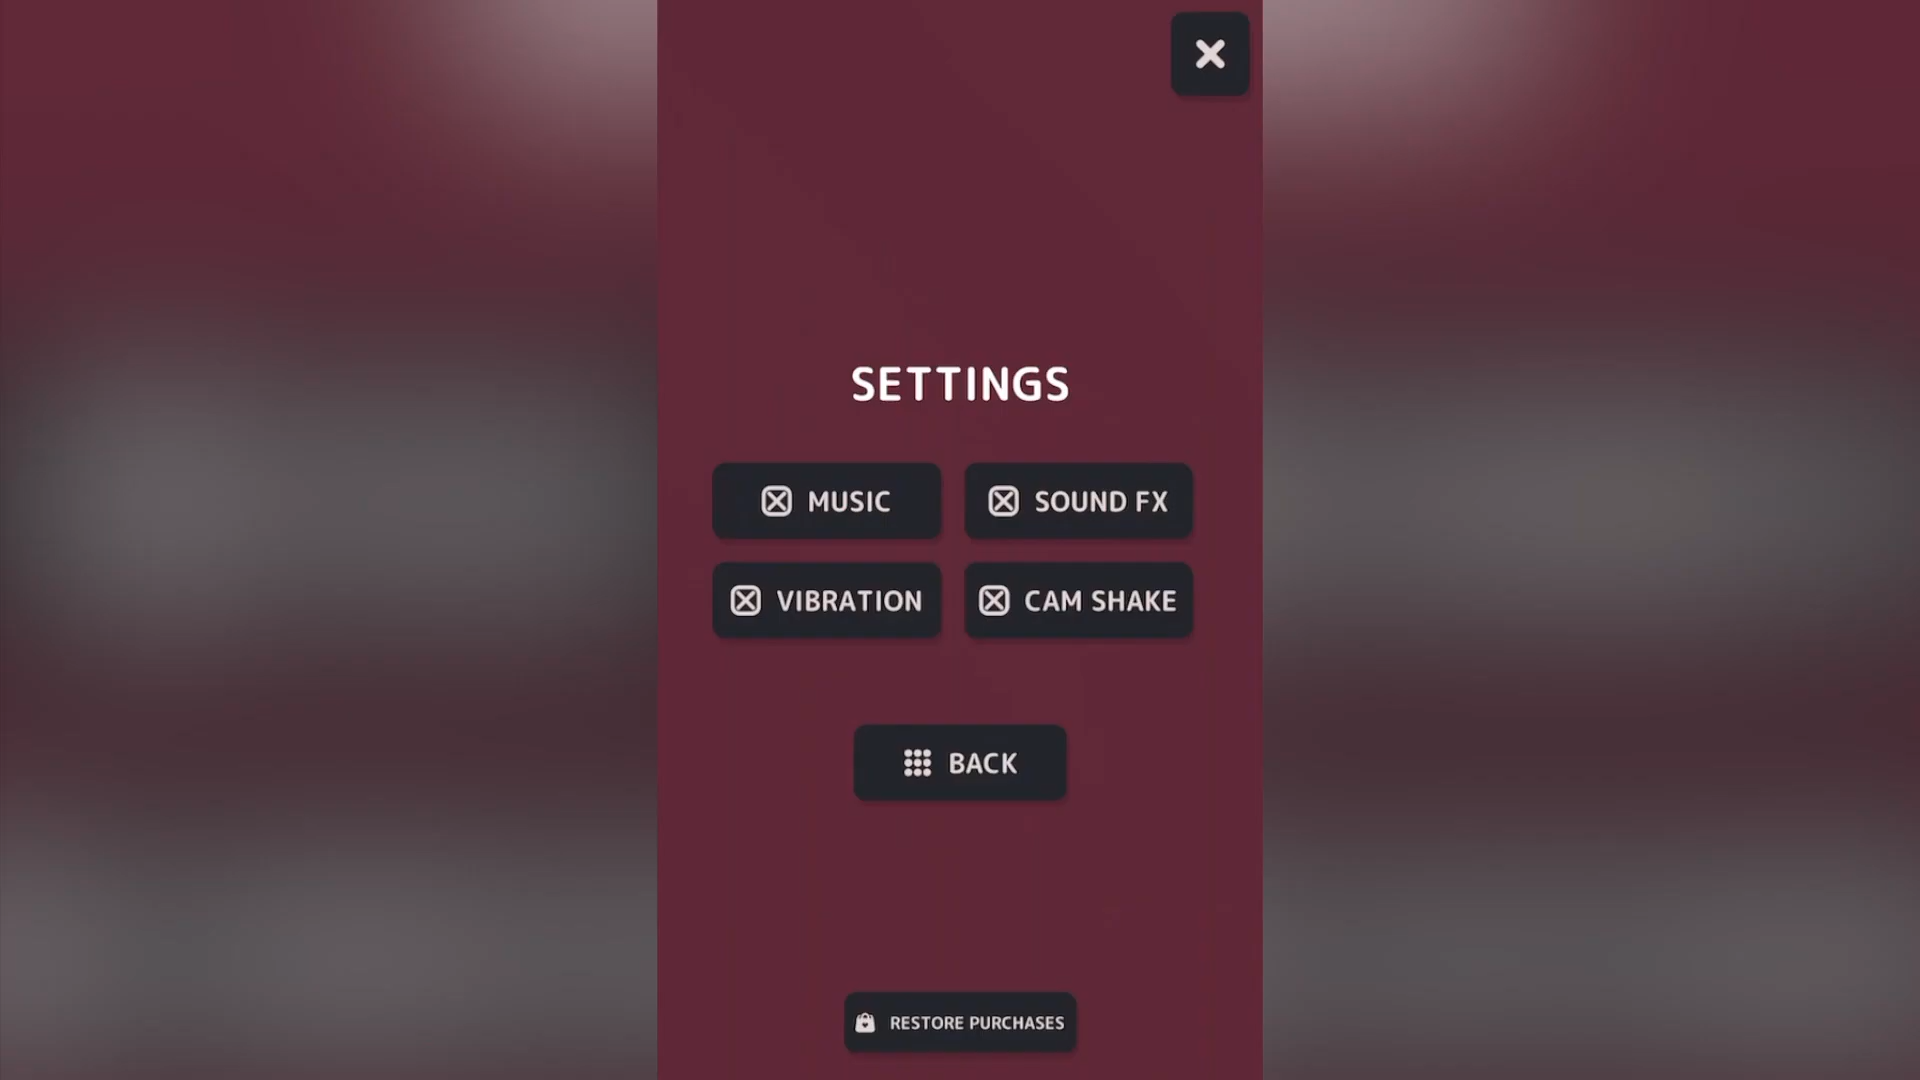 SETTINGS
MUSIC
SOUND FX
VIBRATION
CAM SHAKE
BACK
RESTORE PURCHASES